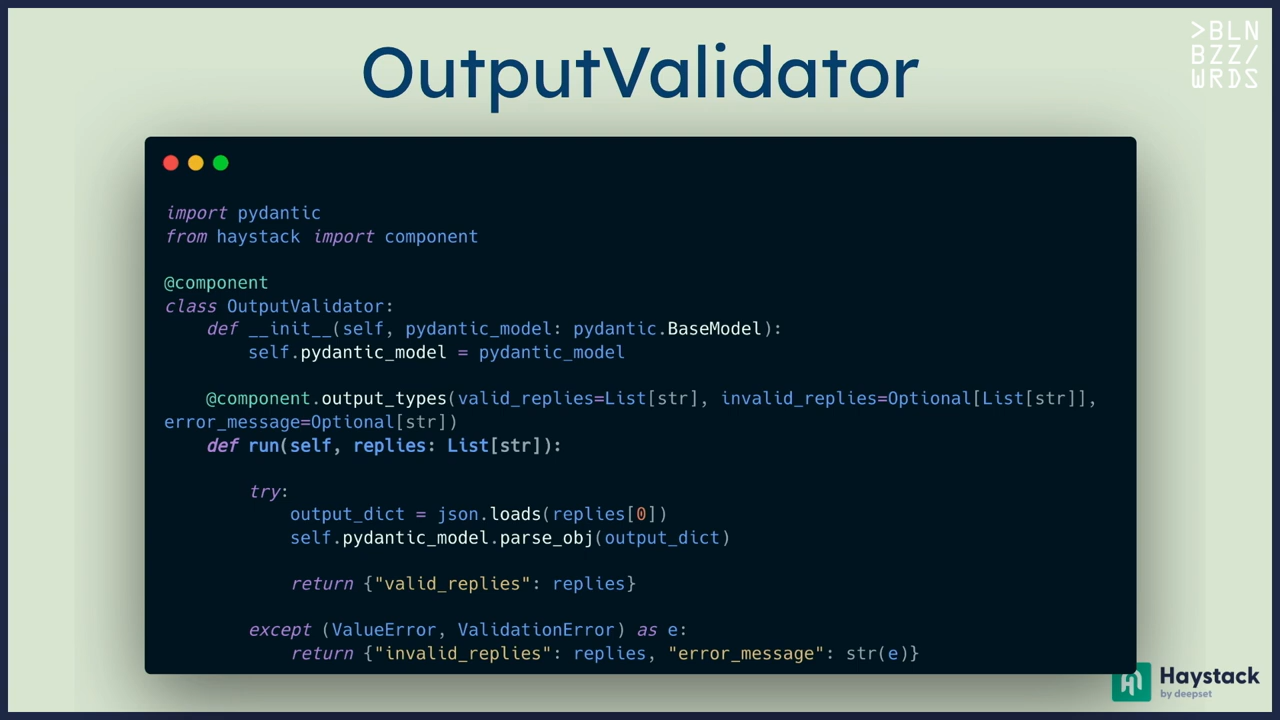 OutputValidator
>BLN
BZZ/
WRDS
import pydantic
from haystack import component
@component
class OutputValidator:
    def __init__(self, pydantic_model: pydantic.BaseModel):
        self.pydantic_model = pydantic_model
    @component.output_types(valid_replies=List[str], invalid_replies=Optional[List[str]],
error_message=Optional[str])
    def run(self, replies: List[str]):
        try:
            output_dict = json.loads(replies[0])
            self.pydantic_model.parse_obj(output_dict)
            return {"valid_replies": replies}
        except (ValueError, ValidationError) as e:
            return {"invalid_replies": replies, "error_message": str(e)}
Haystack
by deepset